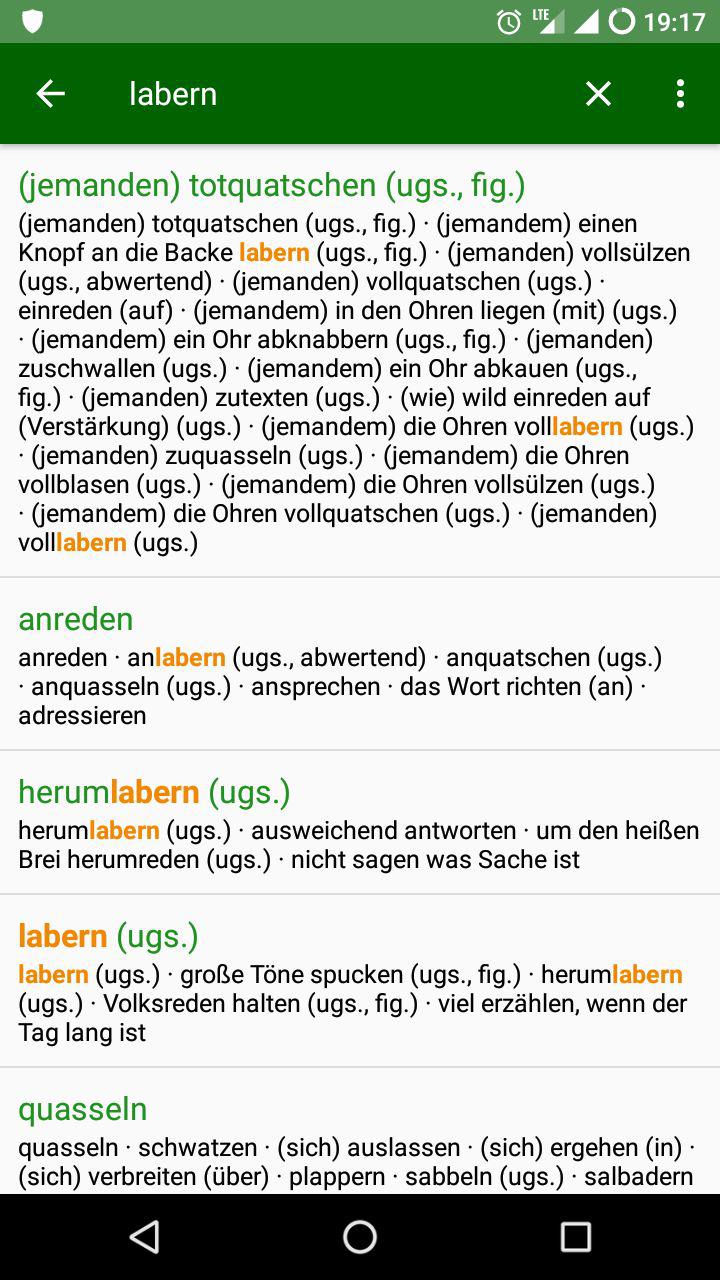 LTE 19:17
labern
(jemanden) totquatschen (ugs., fig.)
(jemanden) totquatschen (ugs., fig.) · (jemandem) einen
Knopf an die Backe labern (ugs., fig.) · (jemanden) vollsülzen
(ugs., abwertend) · (jemanden) vollquatschen (ugs.) ·
einreden (auf) · (jemandem) in den Ohren liegen (mit) (ugs.)
· (jemandem) ein Ohr abknabbern (ugs., fig.) · (jemanden)
zuschwallen (ugs.) · (jemandem) ein Ohr abkauen (ugs.,
fig.) · (jemanden) zutexten (ugs.) · (wie) wild einreden auf
(Verstärkung) (ugs.) · (jemandem) die Ohren volllabern (ugs.)
· (jemanden) zuquasseln (ugs.) · (jemandem) die Ohren
vollblasen (ugs.) · (jemandem) die Ohren vollsülzen (ugs.)
· (jemandem) die Ohren vollquatschen (ugs.) · (jemanden)
volllabern (ugs.)
anreden
anreden · anlabern (ugs., abwertend) · anquatschen (ugs.)
· anquasseln (ugs.) · ansprechen · das Wort richten (an) ·
adressieren
herumlabern (ugs.)
herumlabern (ugs.) · ausweichend antworten · um den heißen
Brei herumreden (ugs.) · nicht sagen was Sache ist
labern (ugs.)
labern (ugs.) · große Töne spucken (ugs., fig.) · herumlabern
(ugs.) · Volksreden halten (ugs., fig.) · viel erzählen, wenn der
Tag lang ist
quasseln
quasseln · schwatzen · (sich) auslassen · (sich) ergehen (in) ·
(sich) verbreiten (über) · plappern · sabbeln (ugs.) · salbadern